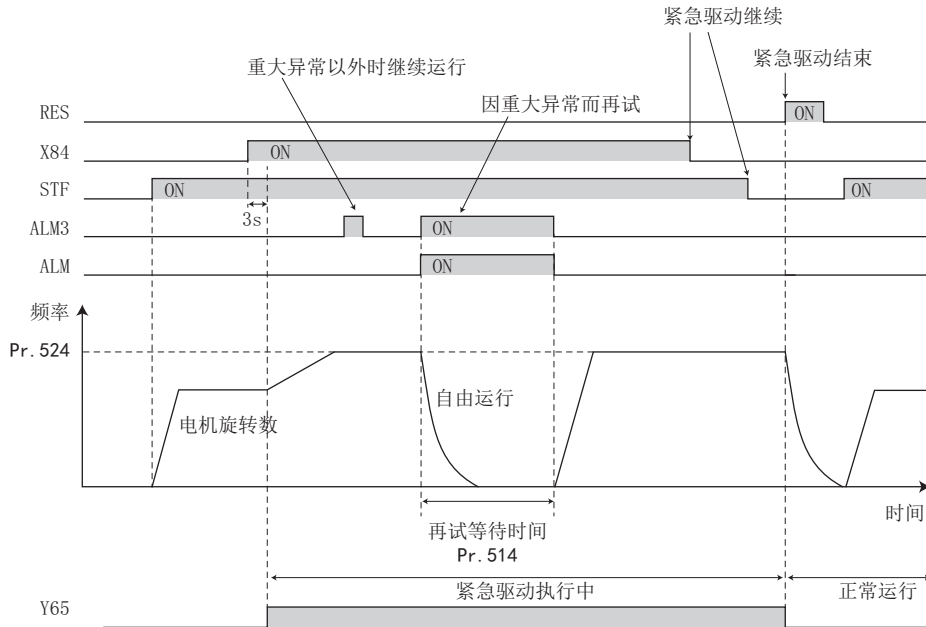 紧急驱动继续
重大异常以外时继续运行
紧急驱动结束
因重大异常而再试
RES
ON
X84
ON
STF
ON
ON
3s
ALM3
ON
ALM
ON
频率
Pr.524
自由运行
电机旋转数
时间
再试等待时间
Pr.514
紧急驱动执行中
正常运行
Y65